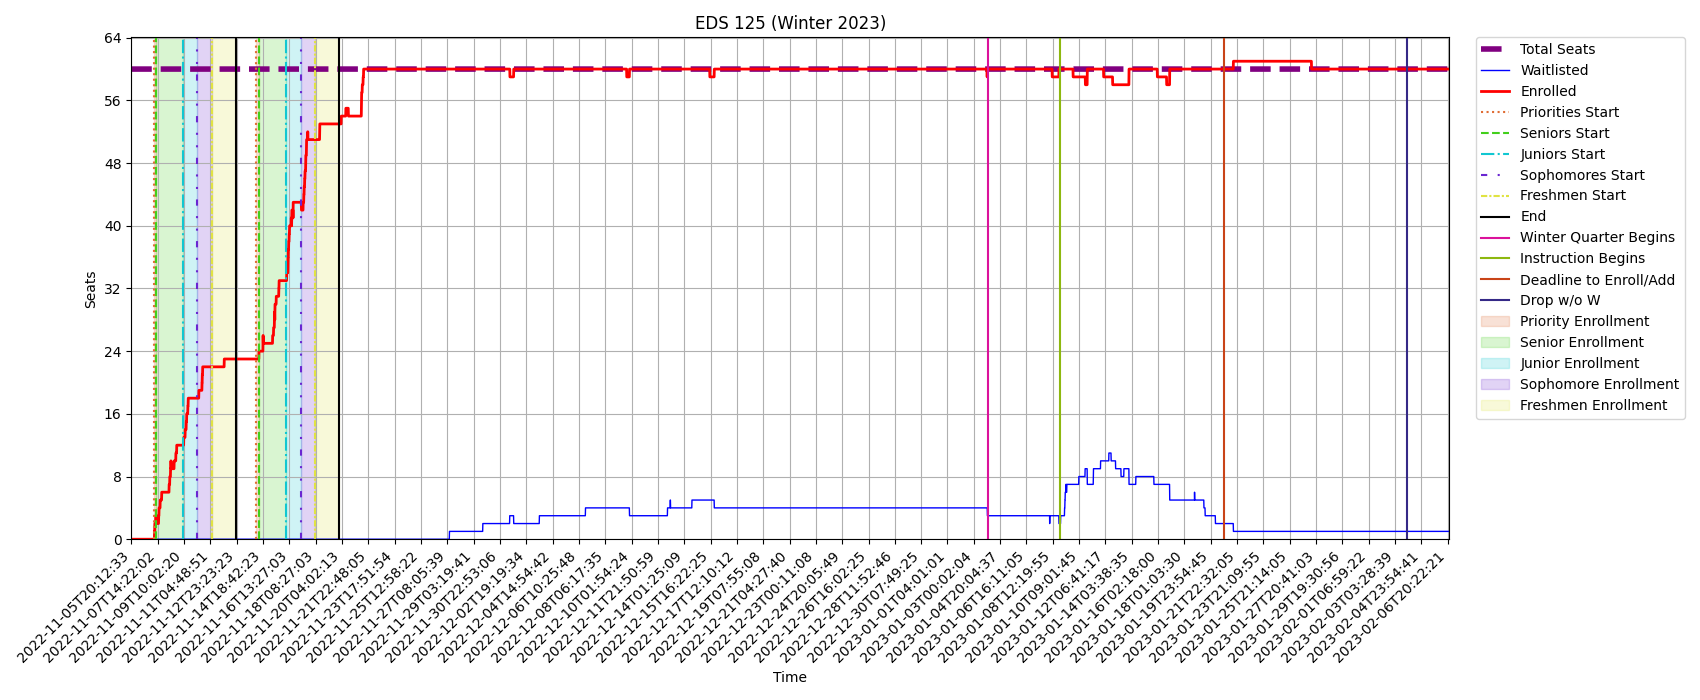 EDS 125 (Winter 2023)
64
56
48
40
32
24
16
8
0
Seats
2022-11-05T20:12:33
2022-11-07T14:22:02
2022-11-09T10:02:20
2022-11-11T04:48:51
2022-11-12T23:23:23
2022-11-14T18:42:23
2022-11-16T13:27:03
2022-11-18T08:27:03
2022-11-20T04:02:13
2022-11-21T22:48:05
2022-11-23T17:51:54
2022-11-25T12:58:22
2022-11-27T08:05:39
2022-11-29T03:19:41
2022-11-30T22:53:06
2022-12-02T19:19:34
2022-12-04T14:54:42
2022-12-06T10:25:48
2022-12-08T06:17:35
2022-12-10T01:54:24
2022-12-11T21:50:59
2022-12-14T01:25:09
2022-12-15T16:22:25
2022-12-17T12:10:12
2022-12-19T07:55:08
2022-12-21T04:27:40
2022-12-23T00:11:08
2022-12-24T20:05:49
2022-12-26T16:02:25
2022-12-28T11:52:46
2022-12-30T07:49:25
2023-01-01T04:01:01
2023-01-03T00:02:04
2023-01-04T20:04:37
2023-01-06T16:11:05
2023-01-08T12:19:55
2023-01-10T09:01:45
2023-01-12T06:41:17
2023-01-14T03:38:35
2023-01-16T02:18:00
2023-01-18T01:03:30
2023-01-19T23:54:45
2023-01-21T22:32:05
2023-01-23T21:09:55
2023-01-25T21:14:05
2023-01-27T20:41:03
2023-01-29T19:30:56
2023-02-01T06:59:22
2023-02-03T03:28:39
2023-02-04T23:54:41
2023-02-06T20:22:21
Time
Total Seats
Waitlisted
Enrolled
Priorities Start
Seniors Start
Juniors Start
Sophomores Start
Freshmen Start
End
Winter Quarter Begins
Instruction Begins
Deadline to Enroll/Add
Drop w/o W
Priority Enrollment
Senior Enrollment
Junior Enrollment
Sophomore Enrollment
Freshmen Enrollment